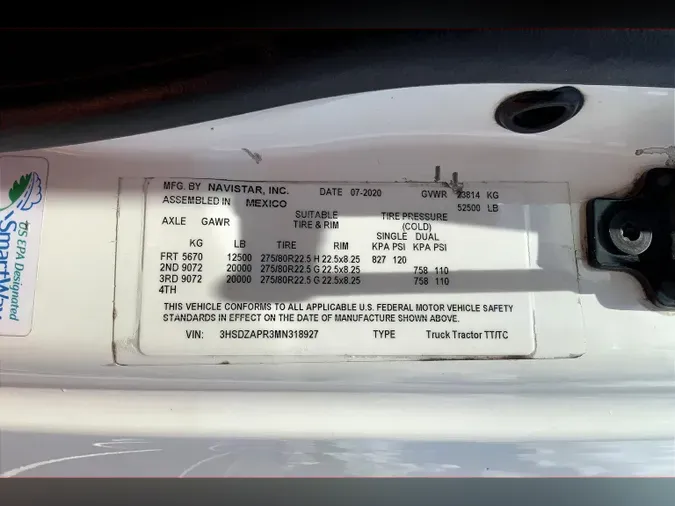 MFG. BY NAVISTAR, INC. DATE 07-2020 GVWR 23814 KG
ASSEMBLED IN MEXICO 52500 LB
AXLE GAWR SUITABLE TIRE & RIM TIRE PRESSURE (COLD)
SINGLE DUAL
KG LB TIRE RIM KPA PSI KPA PSI
FRT 5670 12500 275/80R22.5 H 22.5x8.25 827 120
2ND 9072 20000 275/80R22.5 G 22.5x8.25 758 110
3RD 9072 20000 275/80R22.5 G 22.5x8.25 758 110
4TH
THIS VEHICLE CONFORMS TO ALL APPLICABLE U.S. FEDERAL MOTOR VEHICLE SAFETY
STANDARDS IN EFFECT ON THE DATE OF MANUFACTURE SHOWN ABOVE.
VIN: 3HSDZAPR3MN318927 TYPE Truck Tractor TT/TC
US EPA Designated
SmartWay